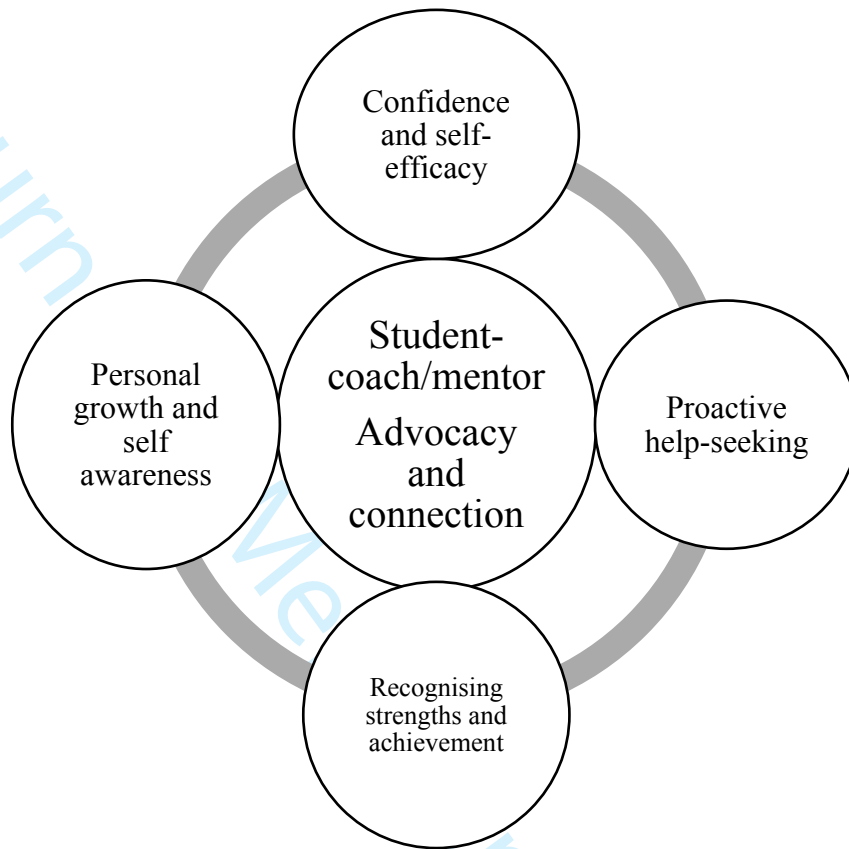 Confidence
and self-
efficacy
Student-
coach/mentor
Advocacy
and
connection
Personal
growth and
self
awareness
Proactive
help-seeking
Recognising
strengths and
achievement